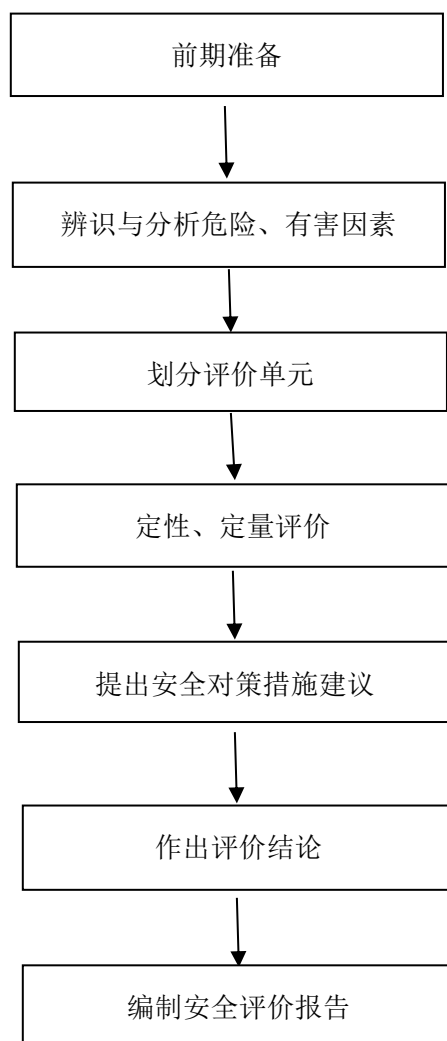 前期准备
辨识与分析危险、有害因素
划分评价单元
定性、定量评价
提出安全对策措施建议
作出评价结论
编制安全评价报告